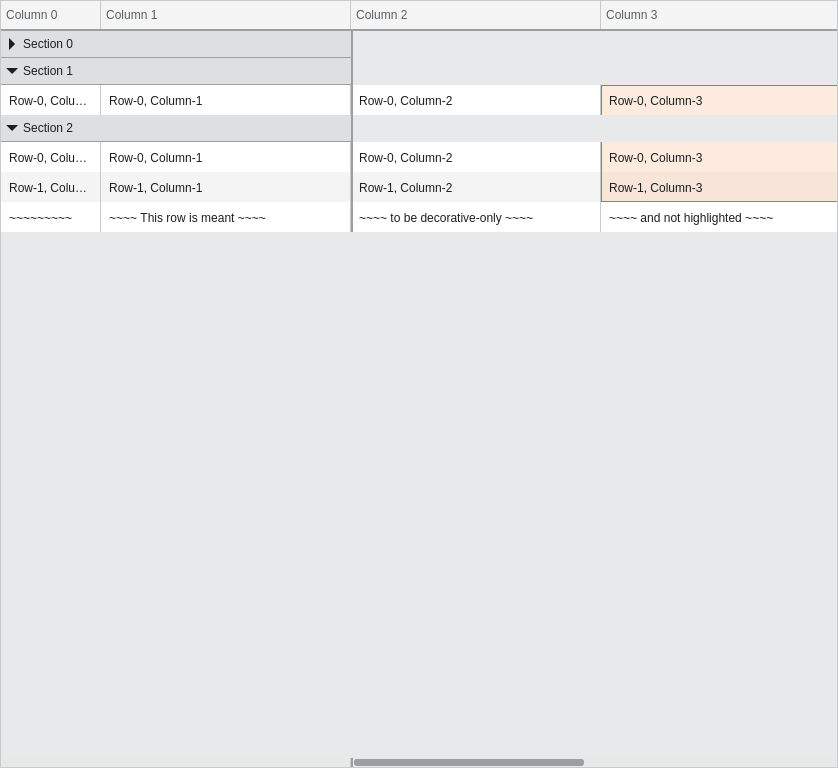 Column 0 Column 1 Column 2 Column 3
Section 0
Section 1
Row-0, Colu… Row-0, Column-1 Row-0, Column-2 Row-0, Column-3
Section 2
Row-0, Colu… Row-0, Column-1 Row-0, Column-2 Row-0, Column-3
Row-1, Colu… Row-1, Column-1 Row-1, Column-2 Row-1, Column-3
~~~~~~~~~ ~~~~ This row is meant ~~~~ ~~~~ to be decorative-only ~~~~ ~~~~ and not highlighted ~~~~